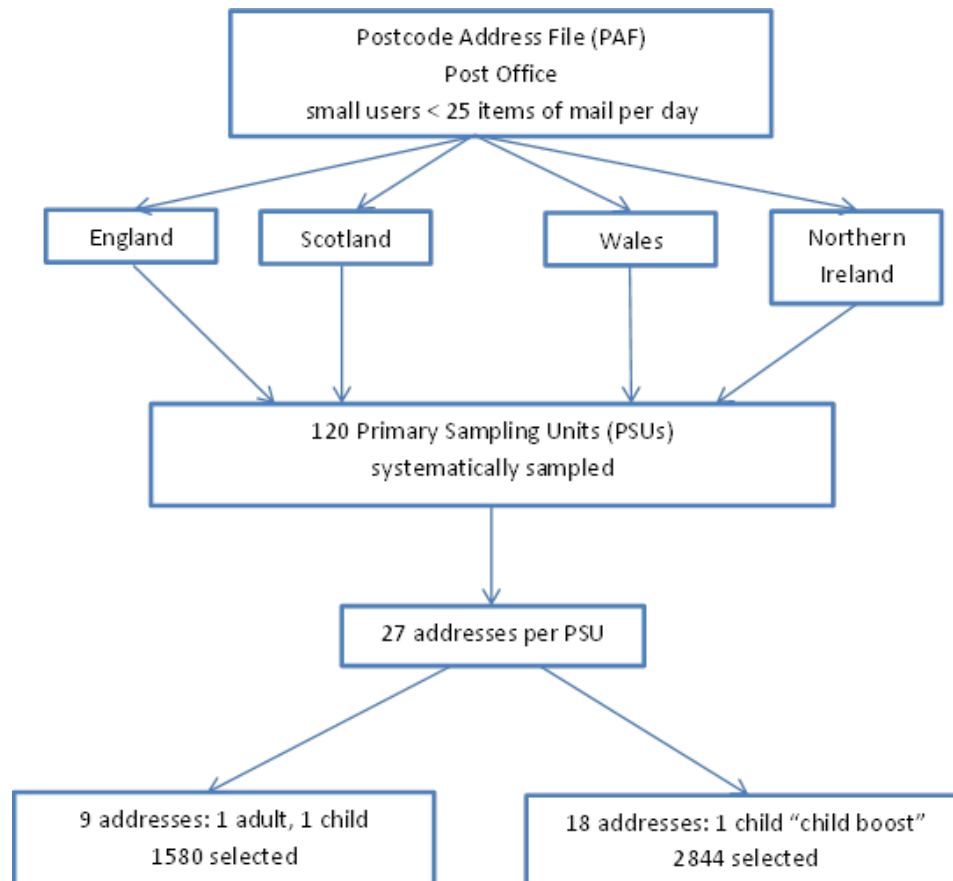 Postcode Address File (PAF)
Post Office
small users < 25 items of mail per day
England
Scotland
Wales
Northern
Ireland
120 Primary Sampling Units (PSUs)
systematically sampled
27 addresses per PSU
9 addresses: 1 adult, 1 child
1580 selected
18 addresses: 1 child “child boost”
2844 selected